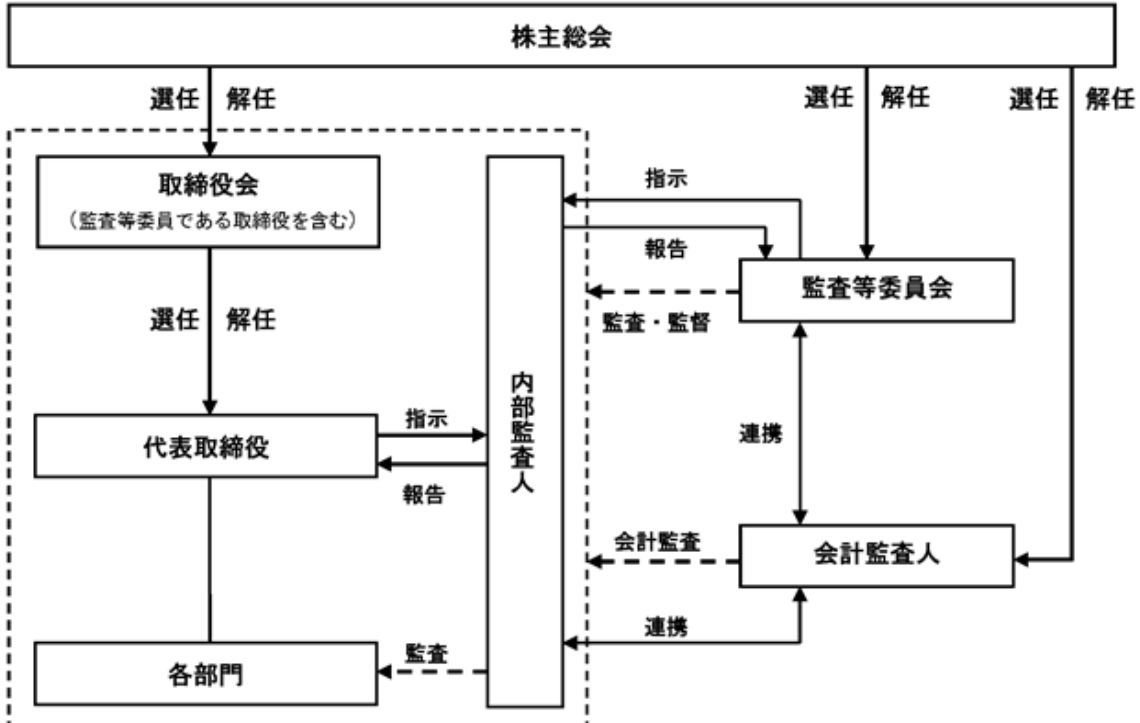 株主総会
選任 解任
選任 解任
選任 解任
取締役会
（監査等委員である取締役を含む）
指示
報告
監査等委員会
監査・監督
選任 解任
内部監査人
代表取締役
指示
報告
連携
会計監査
会計監査人
連携
各部門
監査